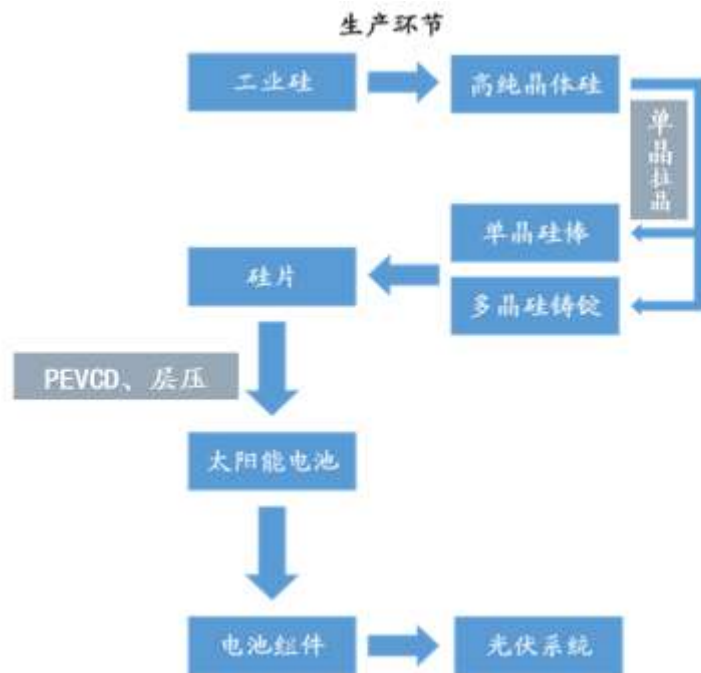 生产环节
工业硅
高纯晶体硅
单晶拉晶
单晶硅棒
多晶硅铸锭
硅片
PEVCD、层压
太阳能电池
电池组件
光伏系统